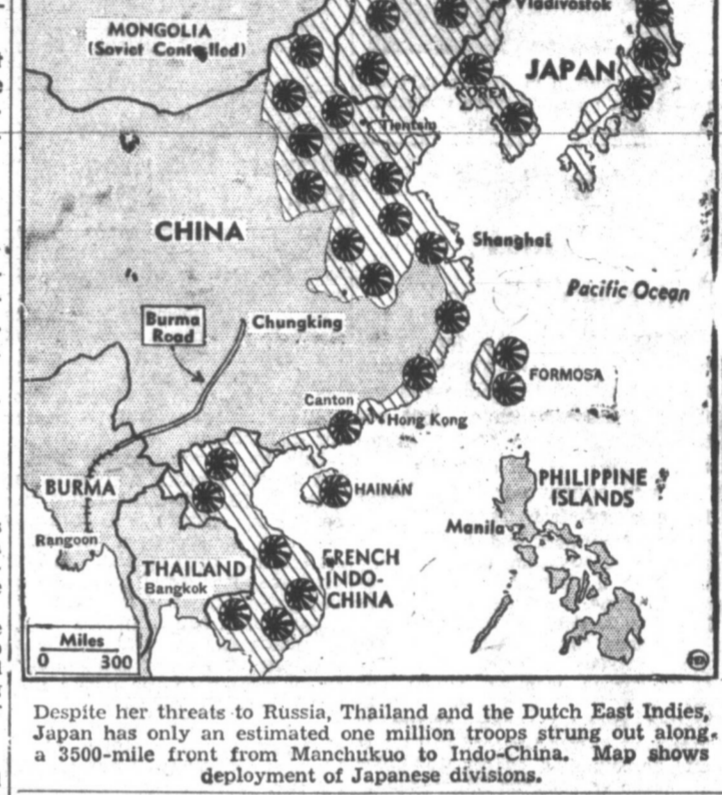 Vladivostok
MONGOLIA
(Soviet Controlled)
JAPAN
KOREA
Tientsin
CHINA
Shanghai
Pacific Ocean
Burma
Road
Chungking
FORMOSA
Canton
Hong Kong
BURMA
HAINAN
PHILIPPINE
ISLANDS
Manila
Rangoon
THAILAND
Bangkok
FRENCH
INDO-
CHINA
Miles
0 300
Despite her threats to Russia, Thailand and the Dutch East Indies,
Japan has only an estimated one million troops strung out along
a 3500-mile front from Manchukuo to Indo-China. Map shows
deployment of Japanese divisions.